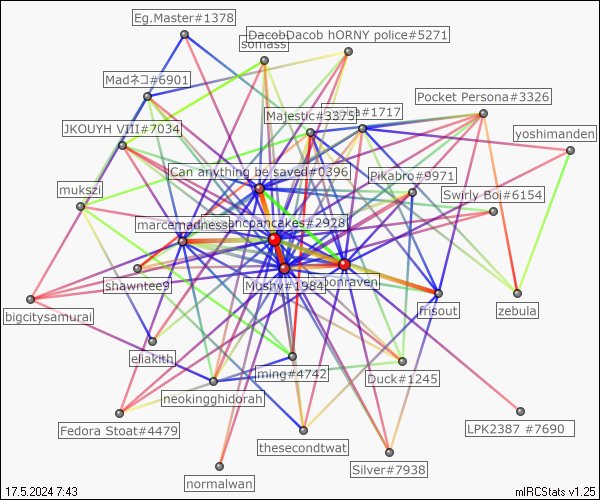 Eg.Master#1378
DacobDacob hORNY police#5271
somass
Madネコ#6901
Pocket Persona#3326
Majestic#3375
#1717
JKOUYH VIII#7034
yoshimanden
Can anything be saved#0396
Pikabro#9971
mukszi
Swirly Boi#6154
marcemadness
ricpancakes#2928
shawntee9
Mushy#1984
bonraven
bigcitysamurai
frisout
zebula
eliakith
ming#4742
Duck#1245
neokingghidorah
Fedora Stoat#4479
LPK2387 #7690
thesecondtwat
Silver#7938
normalwan
17.5.2024 7:43
mIRCStats v1.25